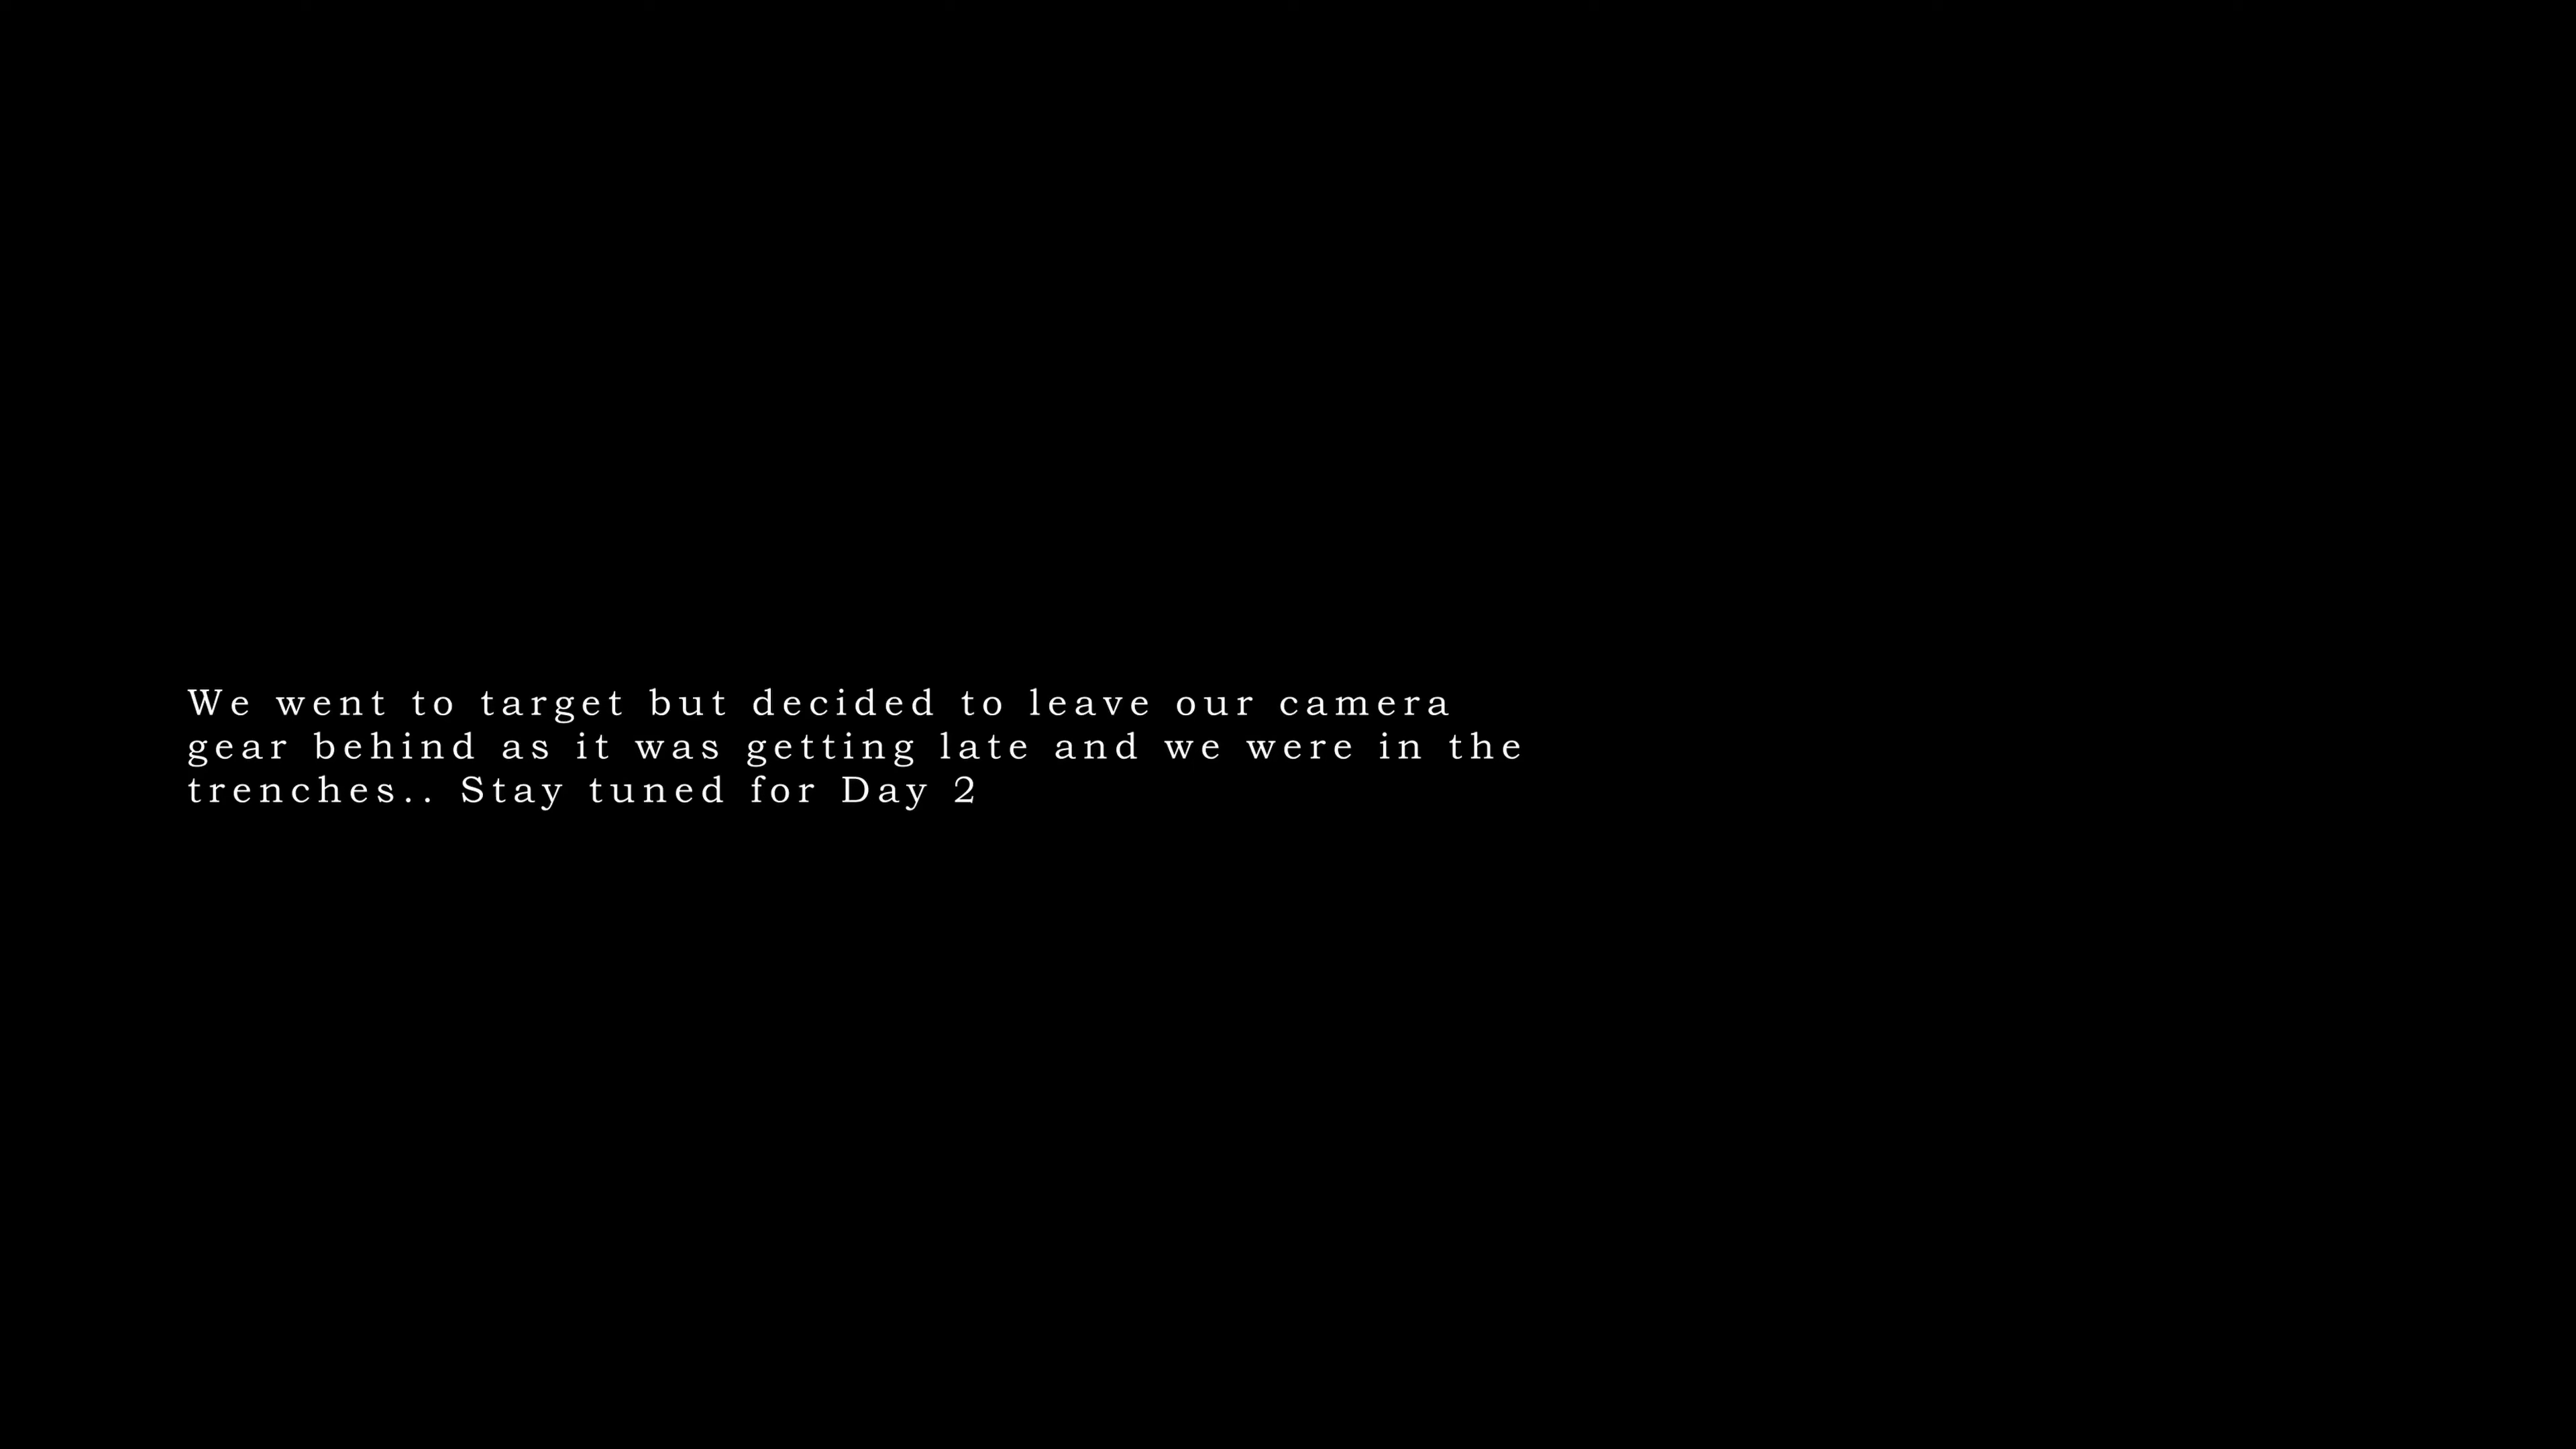 We went to target but decided to leave our camera
gear behind as it was getting late and we were in the
trenches.. Stay tuned for Day 2